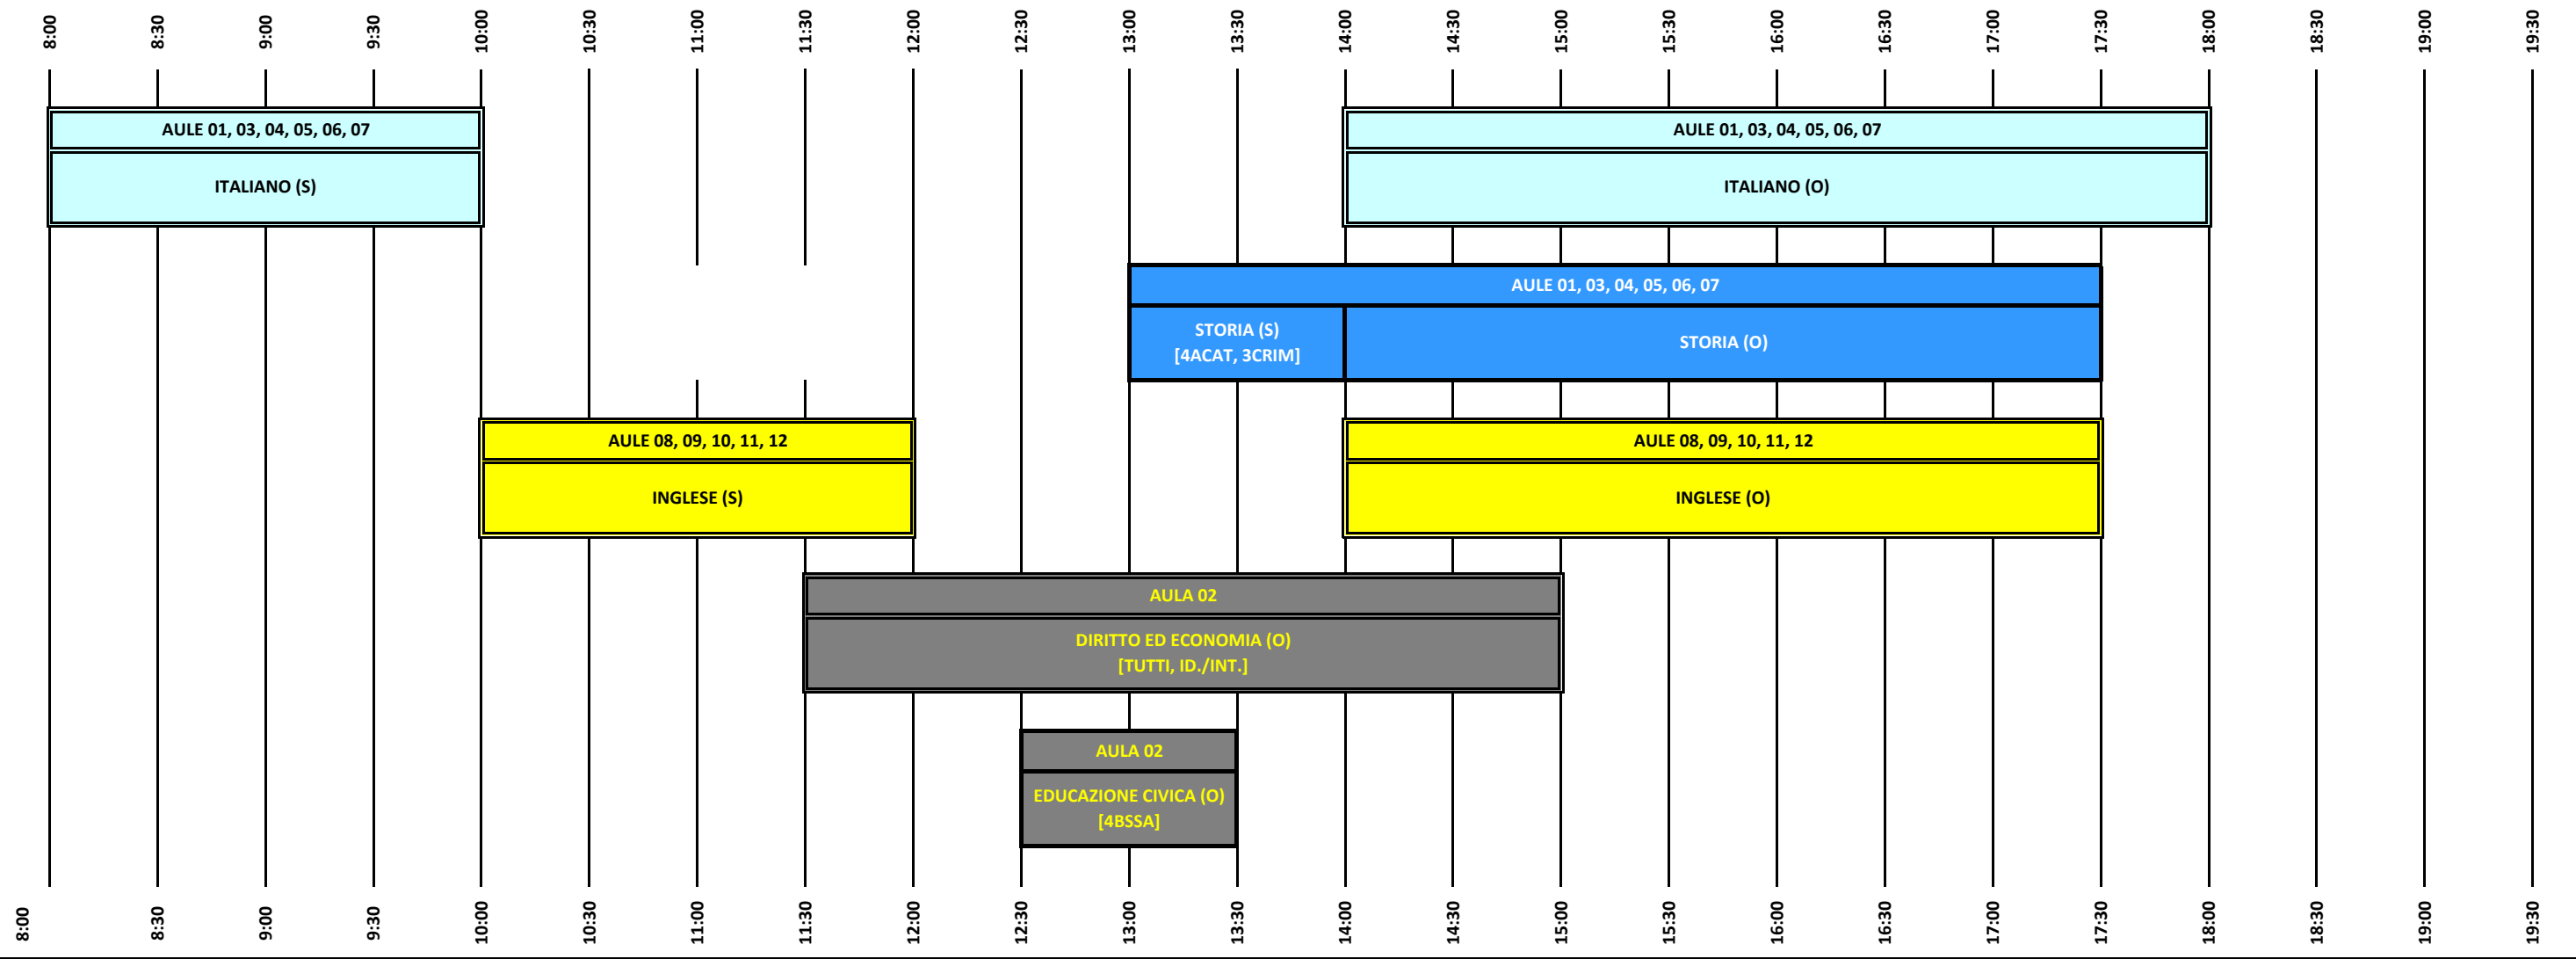 8:00
8:30
9:00
9:30
10:00
10:30
11:00
11:30
12:00
12:30
13:00
13:30
14:00
14:30
15:00
15:30
16:00
16:30
17:00
17:30
18:00
18:30
19:00
19:30
AULE 01, 03, 04, 05, 06, 07
ITALIANO (S)
AULE 01, 03, 04, 05, 06, 07
ITALIANO (O)
AULE 01, 03, 04, 05, 06, 07
STORIA (S)
[4ACAT, 3CRIM]
STORIA (O)
AULE 08, 09, 10, 11, 12
INGLESE (S)
AULE 08, 09, 10, 11, 12
INGLESE (O)
AULA 02
DIRITTO ED ECONOMIA (O)
[TUTTI, ID./INT.]
AULA 02
EDUCAZIONE CIVICA (O)
[4BSSA]
8:00
8:30
9:00
9:30
10:00
10:30
11:00
11:30
12:00
12:30
13:00
13:30
14:00
14:30
15:00
15:30
16:00
16:30
17:00
17:30
18:00
18:30
19:00
19:30